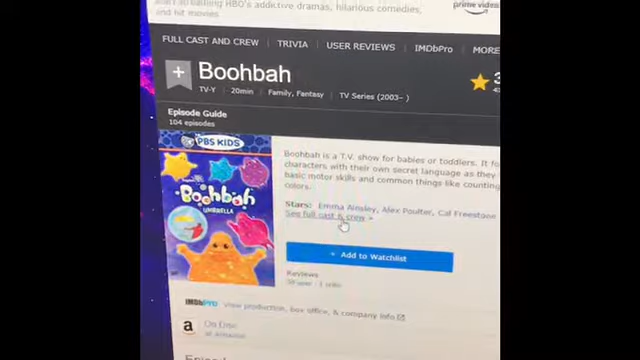 HBO's addictive dramas, hilarious comedies,
and hit movies.
prime video
FULL CAST AND CREW | TRIVIA | USER REVIEWS | IMDbPro | MORE
+ Boohbah
TV-Y | 20min | Family, Fantasy | TV Series (2003– )
Episode Guide
104 episodes
PBS KIDS
Boohbah
UMBRELLA
Boohbah is a T.V. show for babies or toddlers. It fo
characters with their own secret language as they
basic motor skills and common things like counting
colors.
Stars: Emma Ainsley, Alex Poulter, Cal Freestone
See full cast & crew »
+ Add to Watchlist
Reviews
IMDbPro View production, box office, & company info
a On Disc
at Amazon